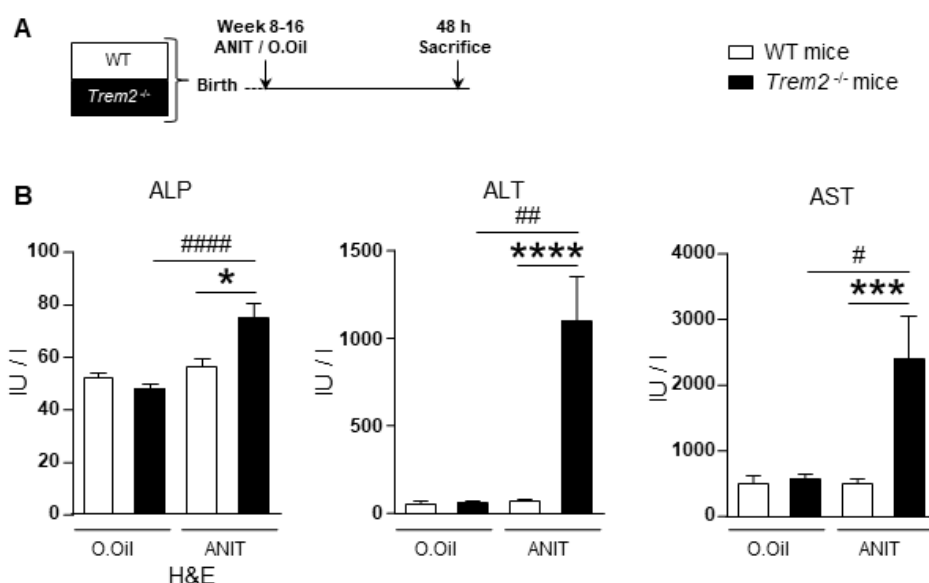 A
WT
Trem2 -/-
Birth
Week 8-16
ANIT / O.Oil
48 h
Sacrifice
WT mice
Trem2 -/- mice
B
ALP
####
*
100
80
60
40
20
0
IU / l
O.Oil
ANIT
H&E
ALT
##
****
1500
1000
500
0
IU / l
O.Oil
ANIT
AST
#
***
4000
3000
2000
1000
0
IU / l
O.Oil
ANIT